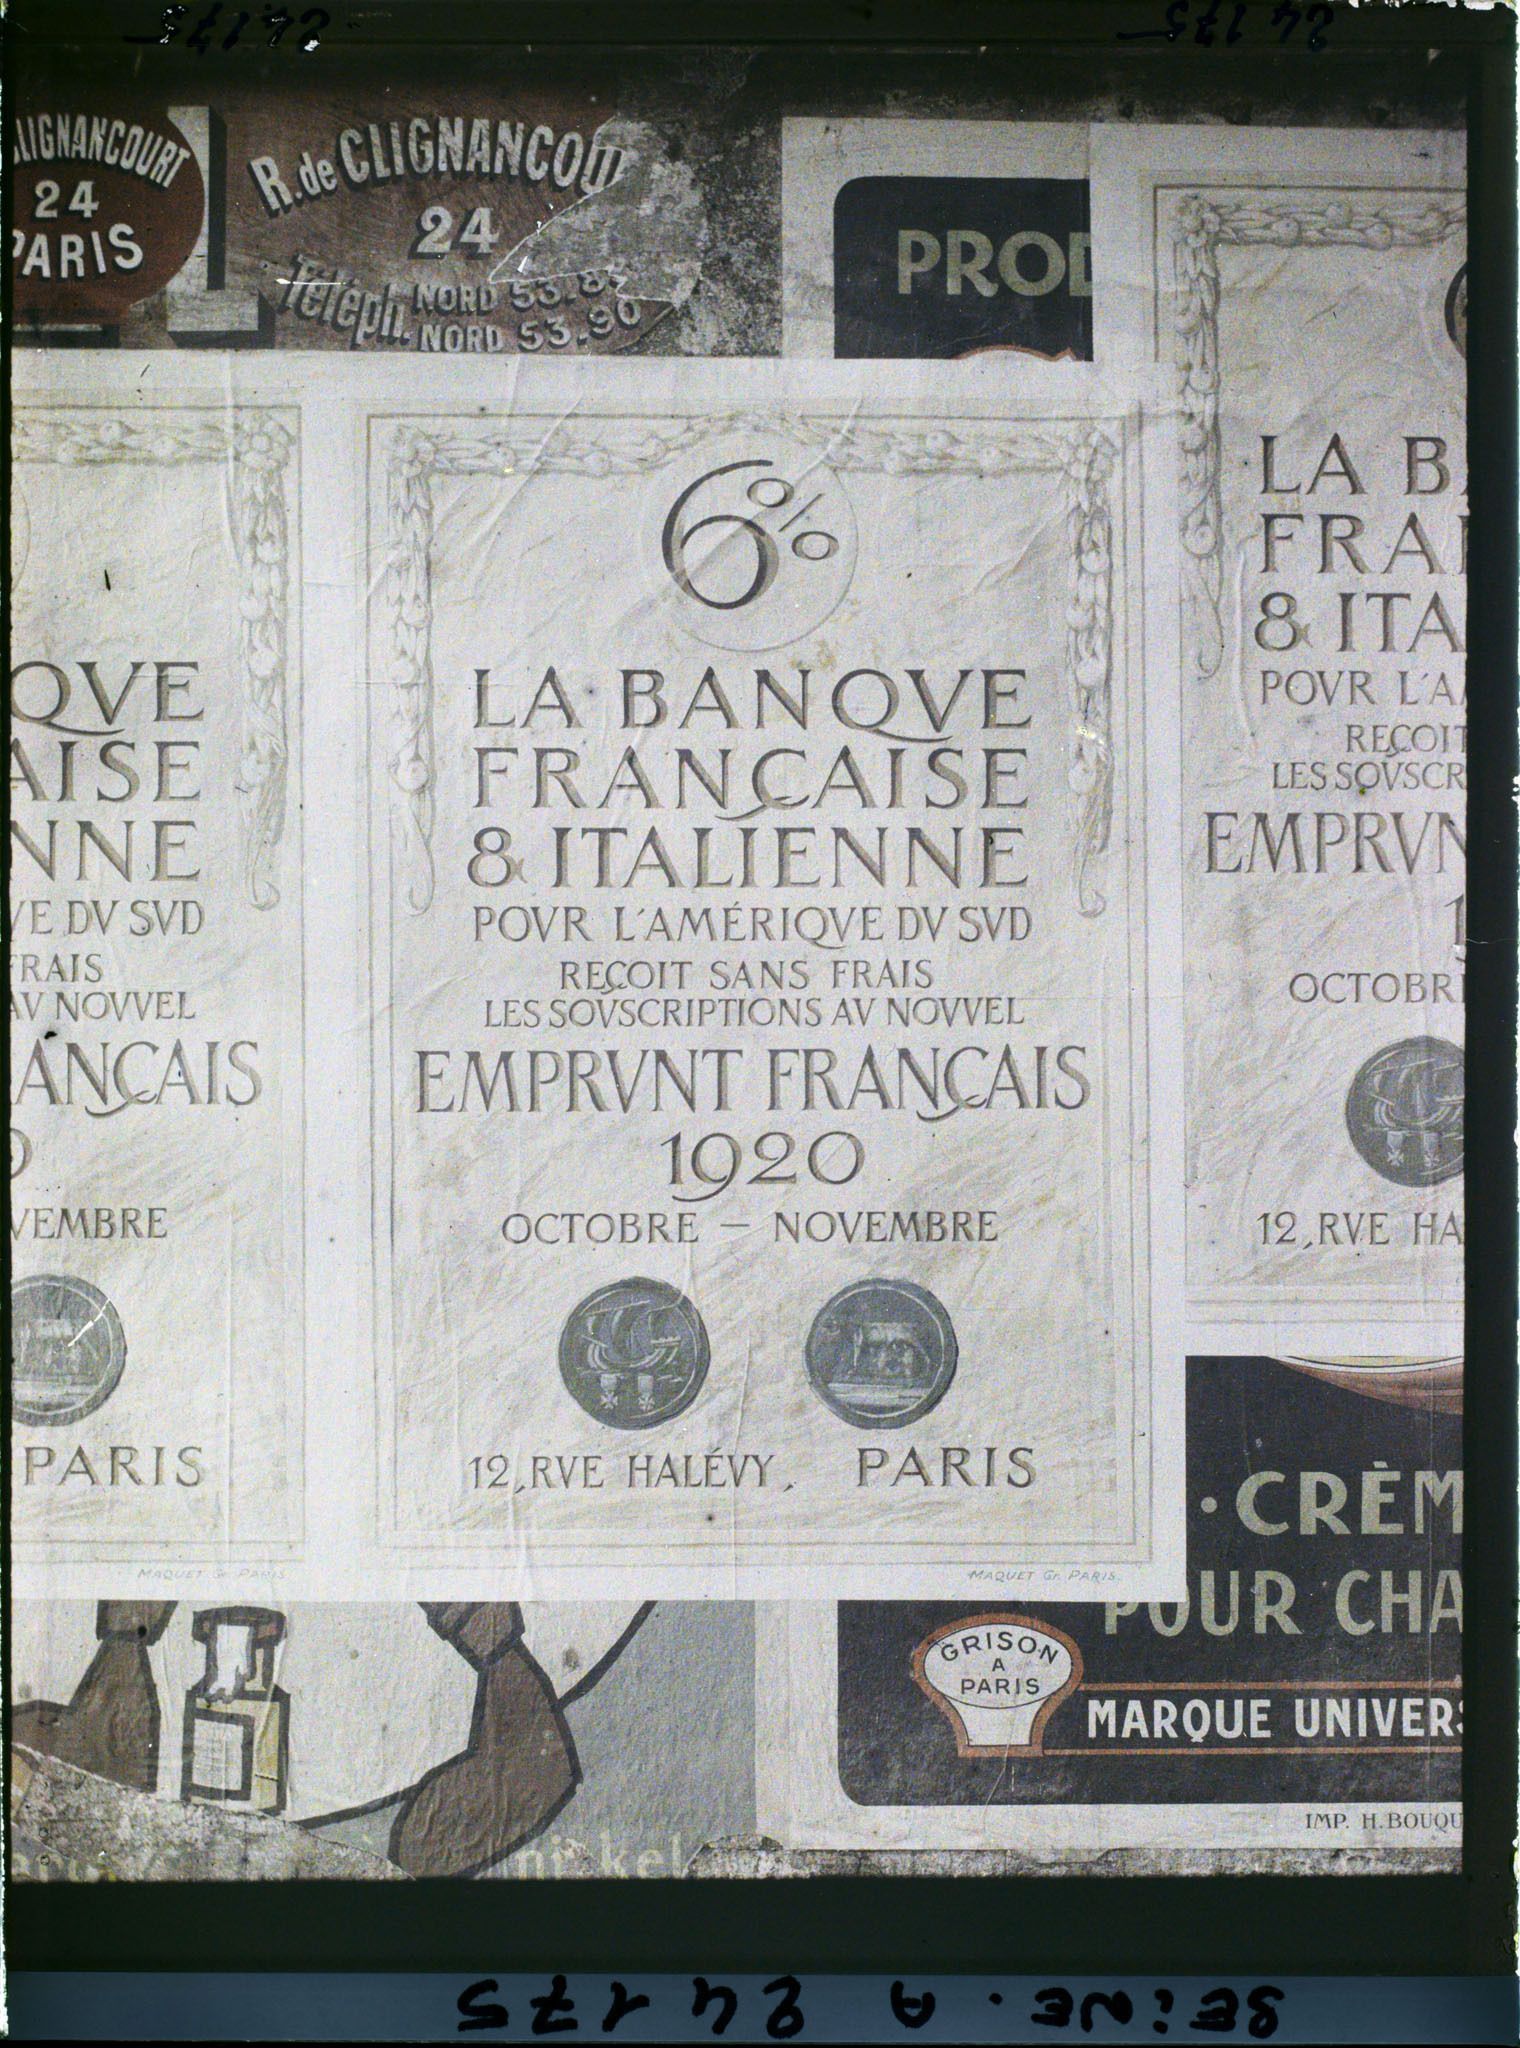 24175
24175
LIGNANCOURT
24
PARIS
R. de CLIGNANCOU
24
Téléph. NORD 53.8
NORD 53.90
PROD
6%
LA BANQVE
FRANÇAISE
& ITALIENNE
POVR L'AMÉRIQVE DV SVD
REÇOIT SANS FRAIS
LES SOVSCRIPTIONS AV NOVVEL
EMPRVNT FRANÇAIS
1920
OCTOBRE – NOVEMBRE
12, RVE HALÉVY, PARIS
MAQUET Gr. PARIS.
QVE
AISE
NNE
VE DV SVD
FRAIS
AV NOVVEL
ANÇAIS
0
VEMBRE
PARIS
MAQUET Gr. PARIS
LA B
FRA
& ITA
POVR L'A
REÇOIT
LES SOVSCR
EMPRVN
1
OCTOBR
12, RVE HA
• CRÈM
POUR CHA
GRISON
A
PARIS
MARQUE UNIVERS
IMP. H. BOUQU
nickel
SEINE. A 24175